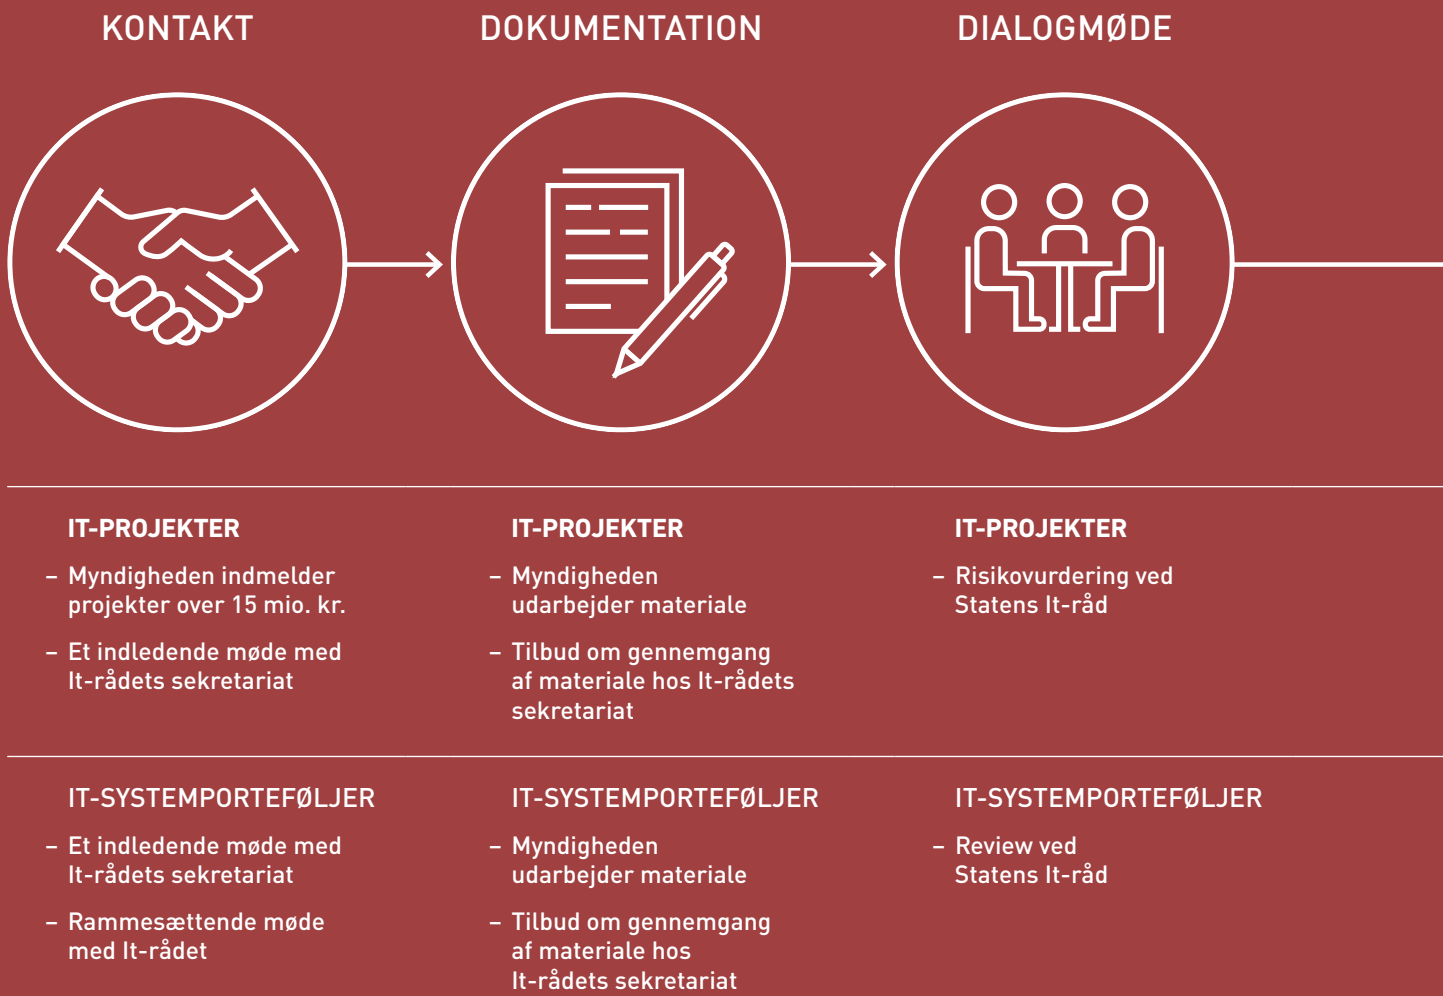 KONTAKT
DOKUMENTATION
DIALOGMØDE
IT-PROJEKTER
– Myndigheden indmelder
projekter over 15 mio. kr.
– Et indledende møde med
It-rådets sekretariat
IT-PROJEKTER
– Myndigheden
udarbejder materiale
– Tilbud om gennemgang
af materiale hos It-rådets
sekretariat
IT-PROJEKTER
– Risikovurdering ved
Statens It-råd
IT-SYSTEMPORTEFØLJER
– Et indledende møde med
It-rådets sekretariat
– Rammesættende møde
med It-rådet
IT-SYSTEMPORTEFØLJER
– Myndigheden
udarbejder materiale
– Tilbud om gennemgang
af materiale hos
It-rådets sekretariat
IT-SYSTEMPORTEFØLJER
– Review ved
Statens It-råd